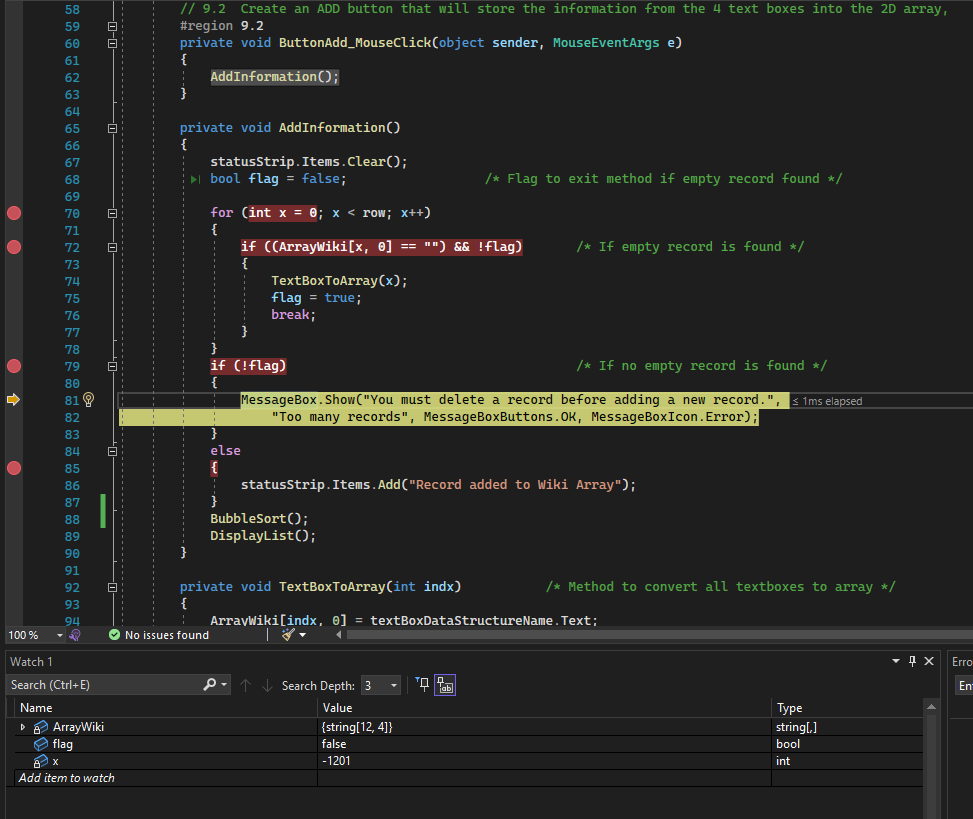 58 // 9.2 Create an ADD button that will store the information from the 4 text boxes into the 2D array,
59 #region 9.2
60 private void ButtonAdd_MouseClick(object sender, MouseEventArgs e)
61 {
62 AddInformation();
63 }
64
65 private void AddInformation()
66 {
67 statusStrip.Items.Clear();
68 bool flag = false; /* Flag to exit method if empty record found */
69
70 for (int x = 0; x < row; x++)
71 {
72 if ((ArrayWiki[x, 0] == "") && !flag) /* If empty record is found */
73 {
74 TextBoxToArray(x);
75 flag = true;
76 break;
77 }
78 }
79 if (!flag) /* If no empty record is found */
80 {
81 MessageBox.Show("You must delete a record before adding a new record.", ≤ 1ms elapsed
82 "Too many records", MessageBoxButtons.OK, MessageBoxIcon.Error);
83 }
84 else
85 {
86 statusStrip.Items.Add("Record added to Wiki Array");
87 }
88 BubbleSort();
89 DisplayList();
90 }
91
92 private void TextBoxToArray(int indx) /* Method to convert all textboxes to array */
93 {
94 ArrayWiki[indx, 0] = textBoxDataStructureName.Text;
100 % No issues found
Watch 1 Erro
Search (Ctrl+E) Search Depth: 3 En
Name Value Type
ArrayWiki {string[12, 4]} string[,]
flag false bool
x -1201 int
Add item to watch